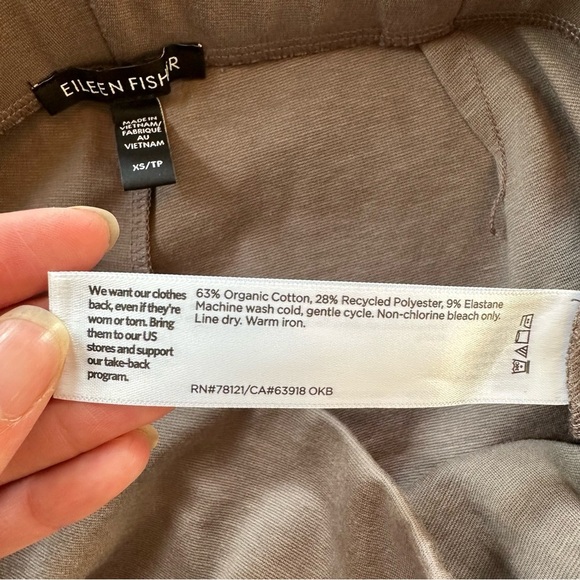 EILEEN FISHER
MADE IN
VIETNAM/
FABRIQUÉ
AU
VIETNAM
XS/TP
We want our clothes
back, even if they're
worn or torn. Bring
them to our US
stores and support
our take-back
program.
63% Organic Cotton, 28% Recycled Polyester, 9% Elastane
Machine wash cold, gentle cycle. Non-chlorine bleach only.
Line dry. Warm iron.
RN#78121/CA#63918 OKB